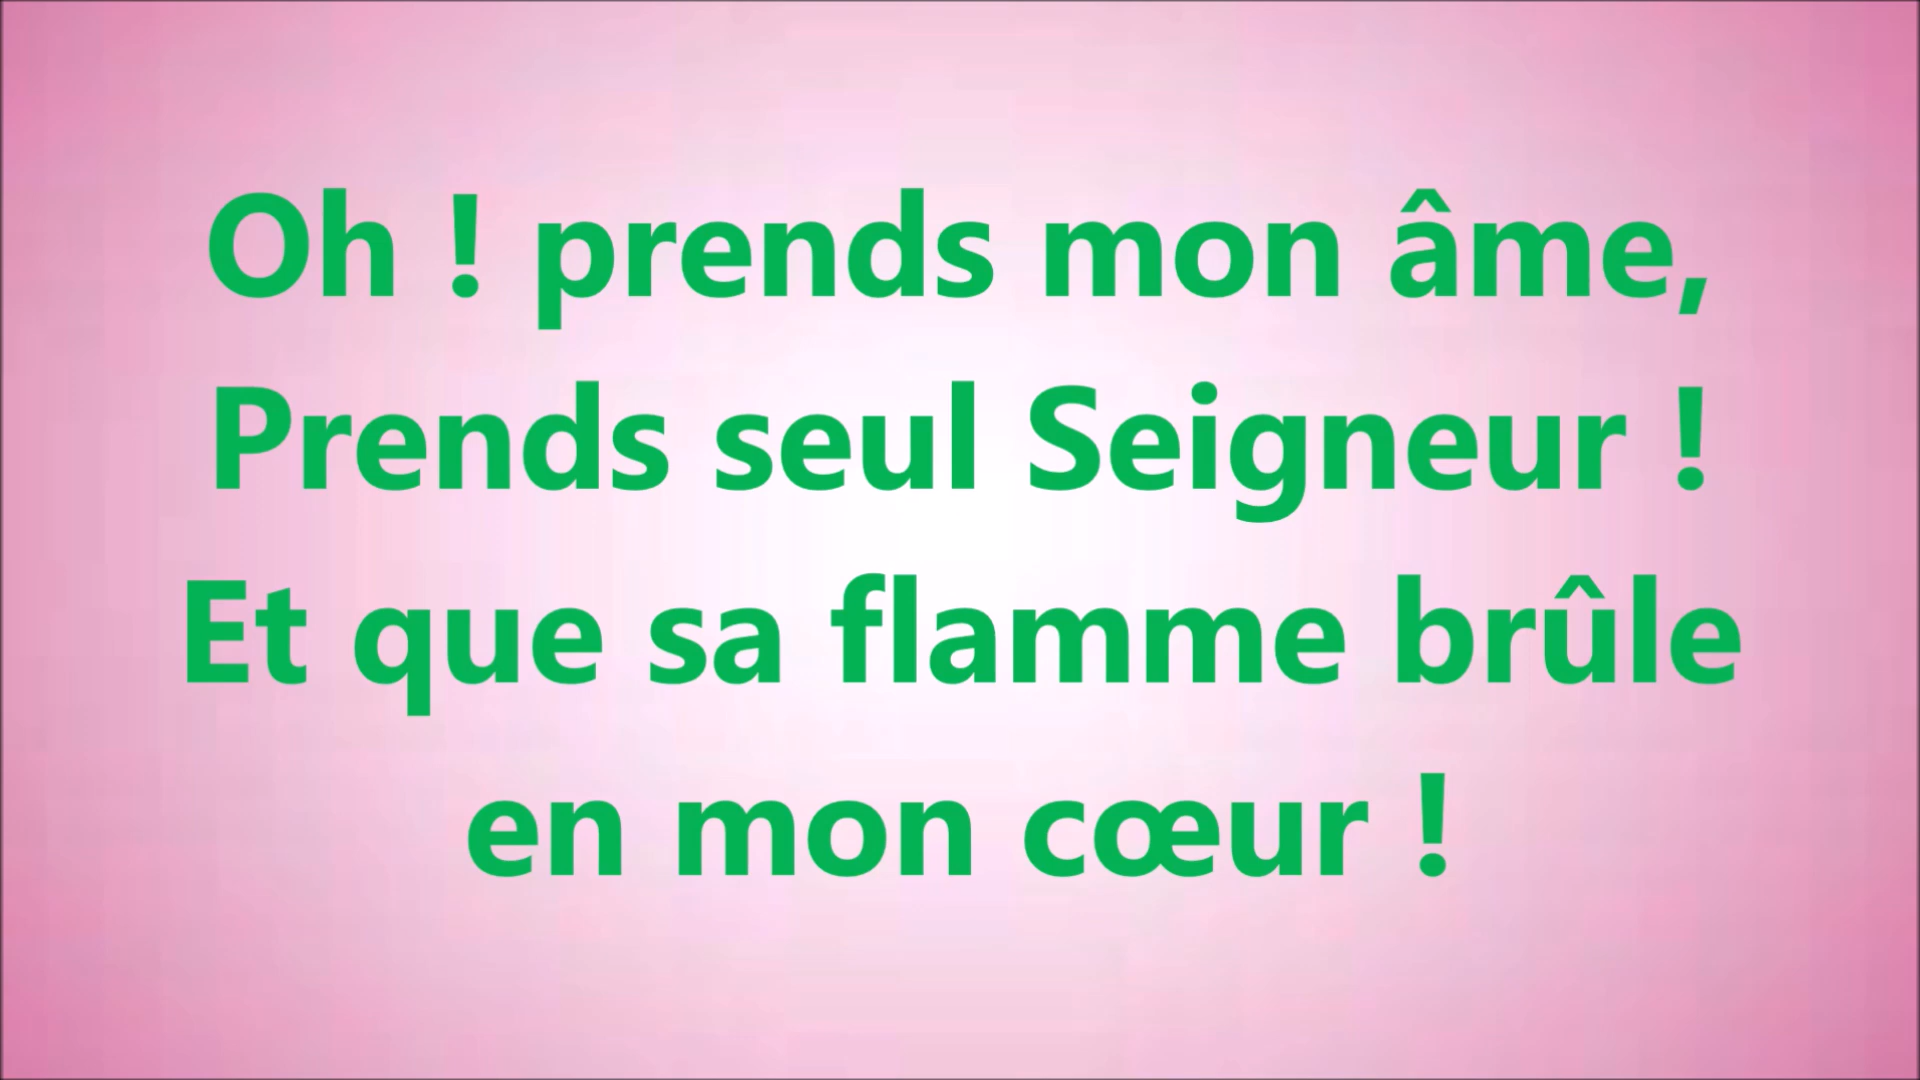 Oh ! prends mon âme,
Prends seul Seigneur !
Et que sa flamme brûle
en mon cœur !